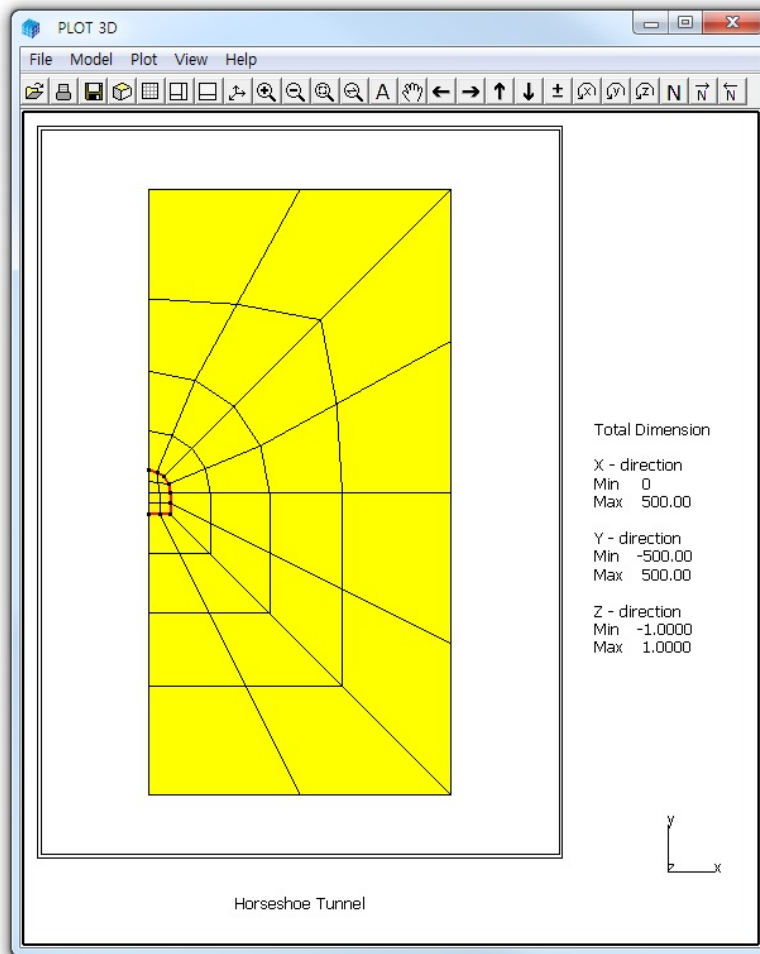 PLOT 3D
File Model Plot View Help
A N N N
Total Dimension
X - direction
Min 0
Max 500.00
Y - direction
Min -500.00
Max 500.00
Z - direction
Min -1.0000
Max 1.0000
y
z x
Horseshoe Tunnel